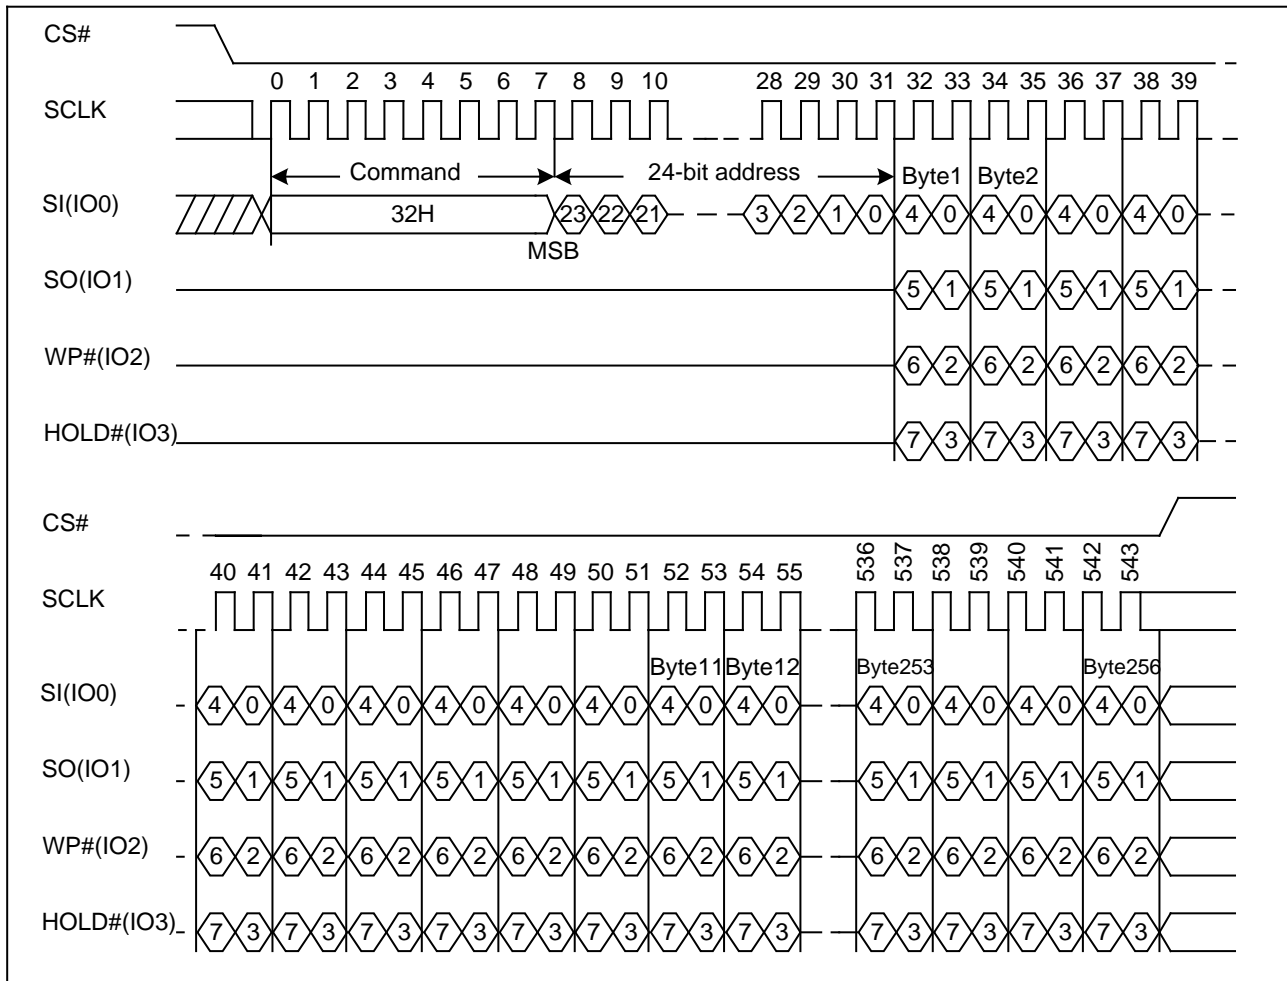 CS#
0 1 2 3 4 5 6 7 8 9 10 28 29 30 31 32 33 34 35 36 37 38 39
SCLK
Command 24-bit address Byte1 Byte2
SI(IO0) 32H 23 22 21 3 2 1 0 4 0 4 0 4 0 4 0
MSB
SO(IO1) 5 1 5 1 5 1 5 1
WP#(IO2) 6 2 6 2 6 2 6 2
HOLD#(IO3) 7 3 7 3 7 3 7 3
CS#
40 41 42 43 44 45 46 47 48 49 50 51 52 53 54 55 536 537 538 539 540 541 542 543
SCLK
Byte11 Byte12 Byte253 Byte256
SI(IO0) 4 0 4 0 4 0 4 0 4 0 4 0 4 0 4 0 4 0 4 0 4 0 4 0
SO(IO1) 5 1 5 1 5 1 5 1 5 1 5 1 5 1 5 1 5 1 5 1 5 1 5 1
WP#(IO2) 6 2 6 2 6 2 6 2 6 2 6 2 6 2 6 2 6 2 6 2 6 2 6 2
HOLD#(IO3) 7 3 7 3 7 3 7 3 7 3 7 3 7 3 7 3 7 3 7 3 7 3 7 3